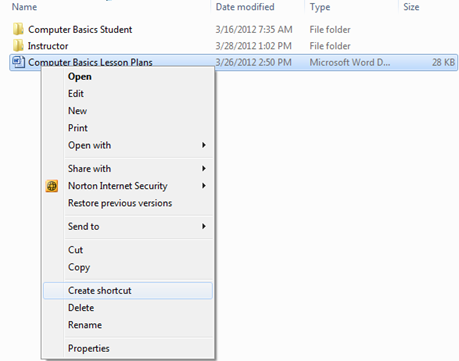 Name Date modified Type Size
Computer Basics Student 3/16/2012 7:35 AM File folder
Instructor 3/28/2012 1:02 PM File folder
Computer Basics Lesson Plans 3/26/2012 2:50 PM Microsoft Word D... 28 KB
Open
Edit
New
Print
Open with
Share with
Norton Internet Security
Restore previous versions
Send to
Cut
Copy
Create shortcut
Delete
Rename
Properties